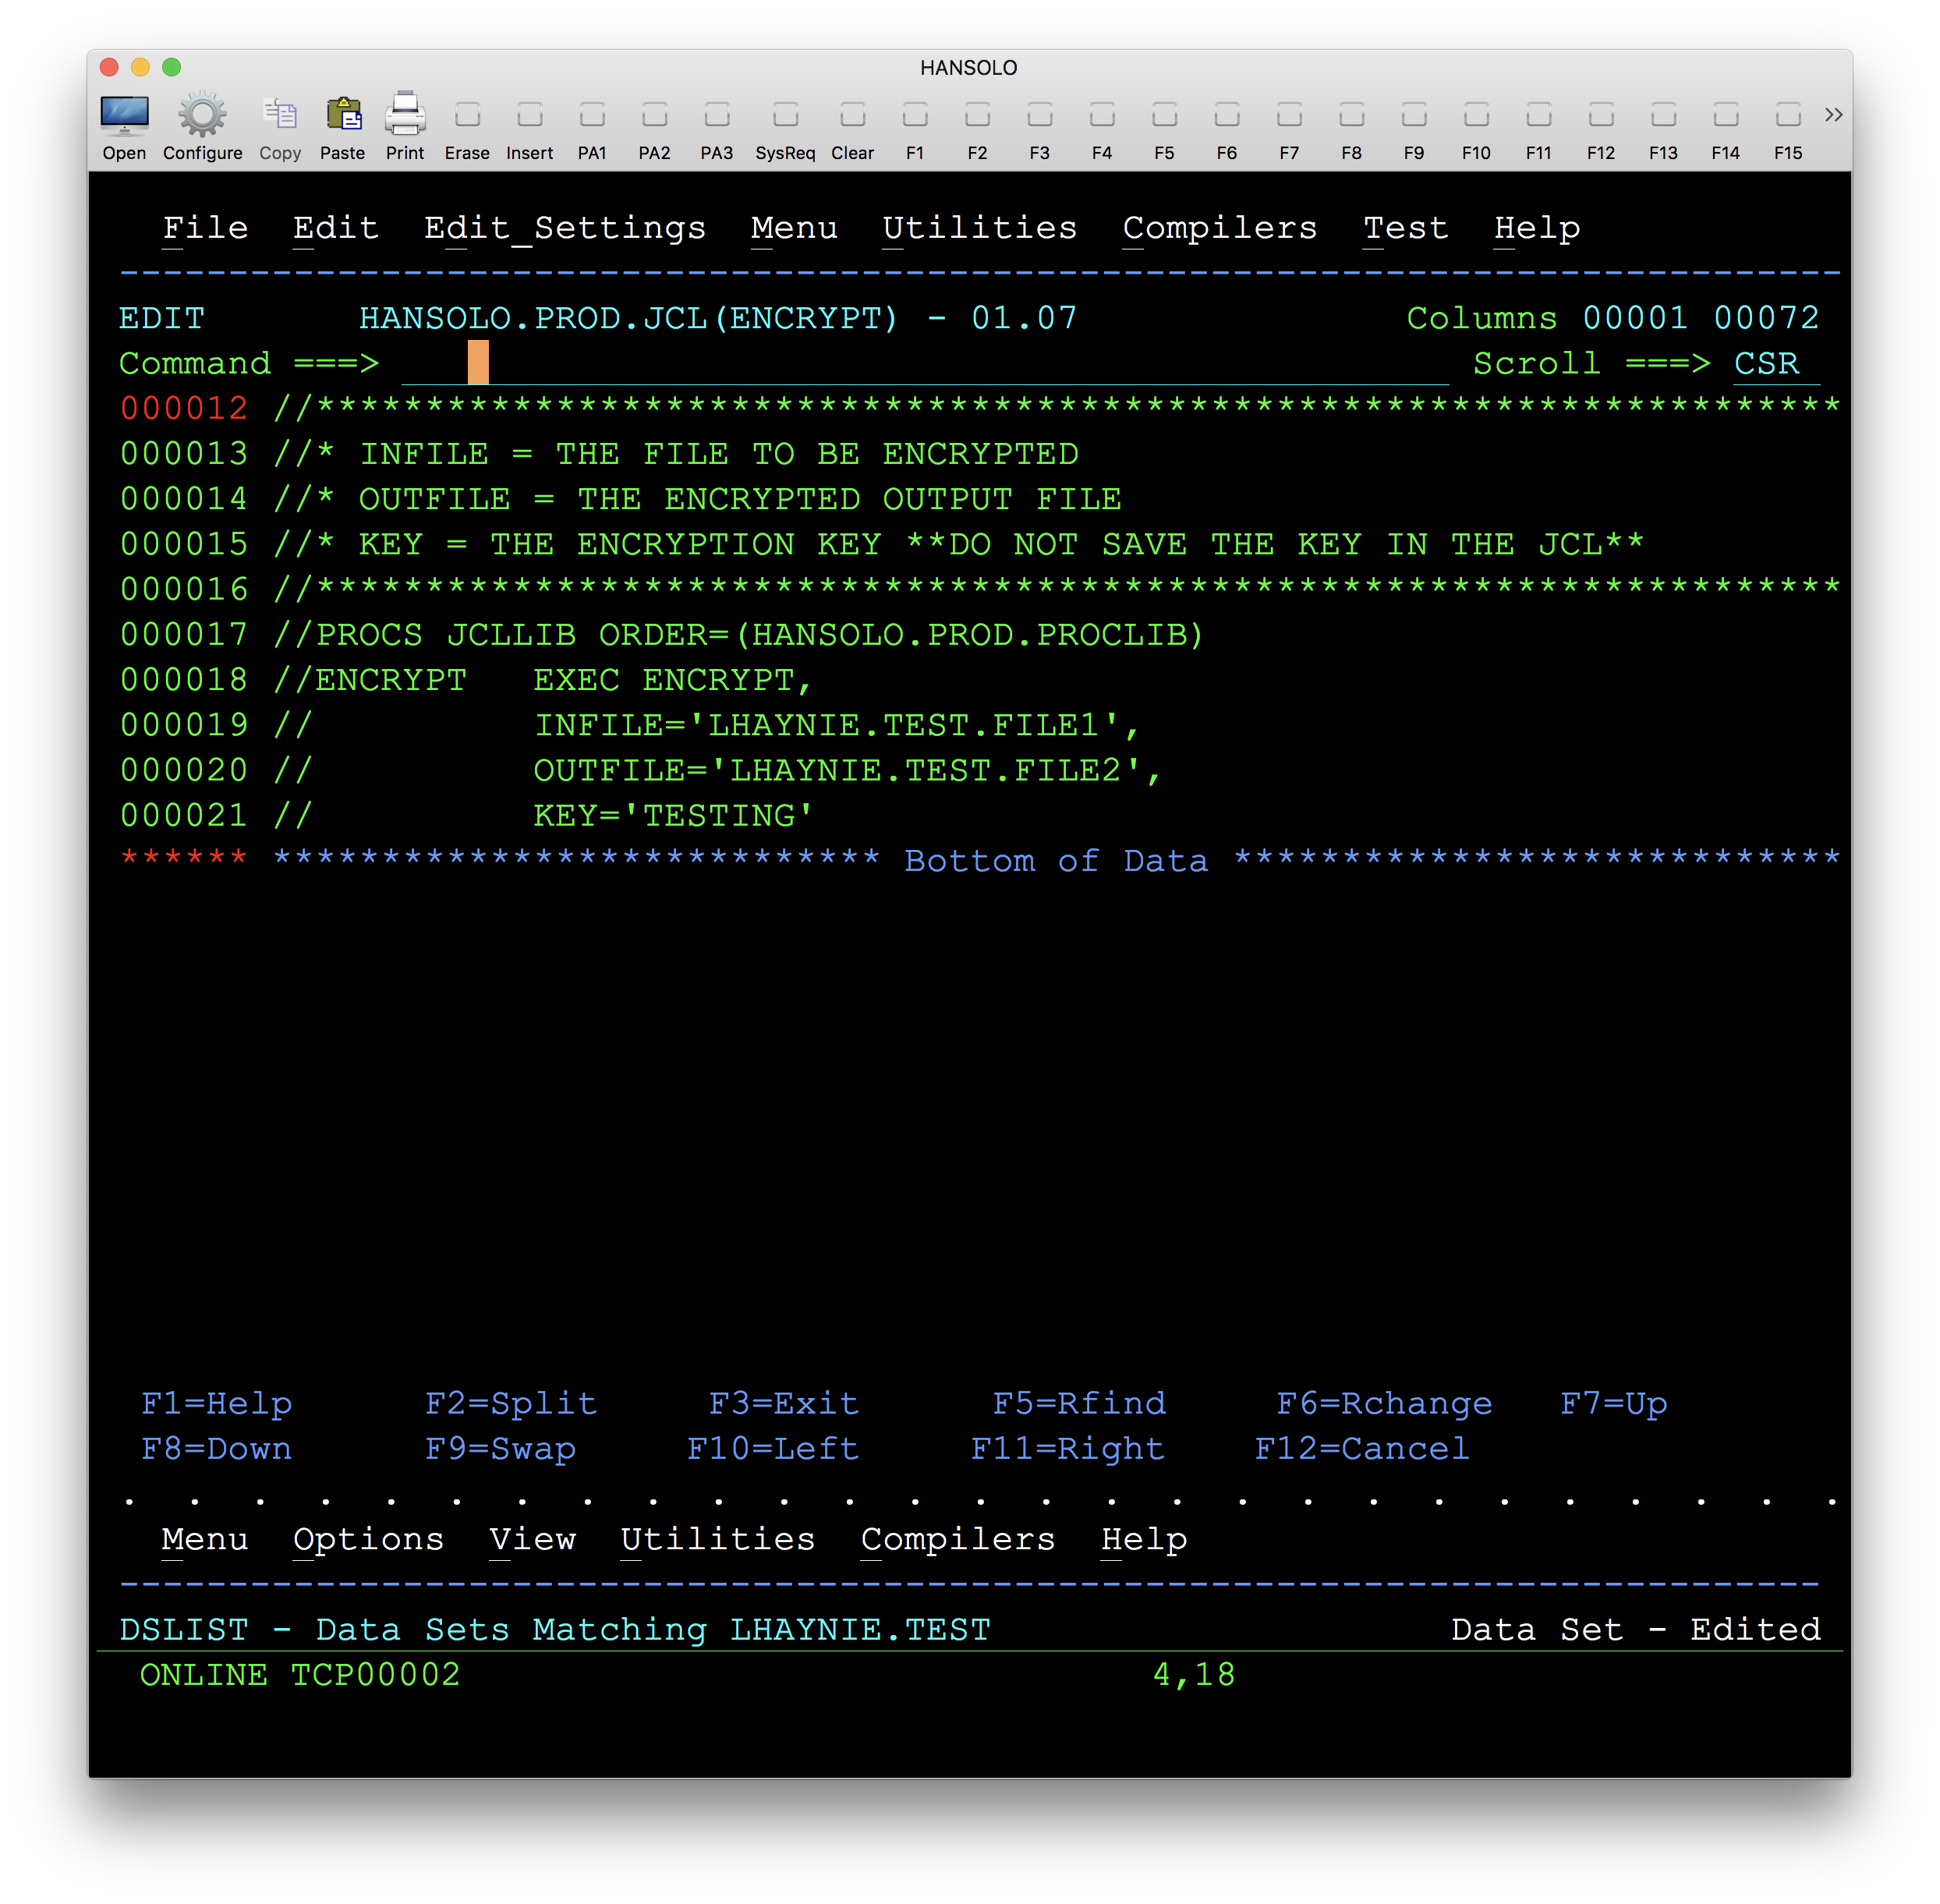 HANSOLO
Open Configure Copy Paste Print Erase Insert PA1 PA2 PA3 SysReq Clear F1 F2 F3 F4 F5 F6 F7 F8 F9 F10 F11 F12 F13 F14 F15
File Edit Edit_Settings Menu Utilities Compilers Test Help
-------------------------------------------------------------------------------
EDIT HANSOLO.PROD.JCL(ENCRYPT) - 01.07 Columns 00001 00072
Command ===> Scroll ===> CSR
000012 //**********************************************************************
000013 //* INFILE = THE FILE TO BE ENCRYPTED
000014 //* OUTFILE = THE ENCRYPTED OUTPUT FILE
000015 //* KEY = THE ENCRYPTION KEY **DO NOT SAVE THE KEY IN THE JCL**
000016 //**********************************************************************
000017 //PROCS JCLLIB ORDER=(HANSOLO.PROD.PROCLIB)
000018 //ENCRYPT EXEC ENCRYPT,
000019 // INFILE='LHAYNIE.TEST.FILE1',
000020 // OUTFILE='LHAYNIE.TEST.FILE2',
000021 // KEY='TESTING'
****** **************************** Bottom of Data ****************************
F1=Help F2=Split F3=Exit F5=Rfind F6=Rchange F7=Up
F8=Down F9=Swap F10=Left F11=Right F12=Cancel
. . . . . . . . . . . . . . . . . . . . . . . . . . .
Menu Options View Utilities Compilers Help
------------------------------------------------------------------------------
DSLIST - Data Sets Matching LHAYNIE.TEST Data Set - Edited
ONLINE TCP00002 4,18